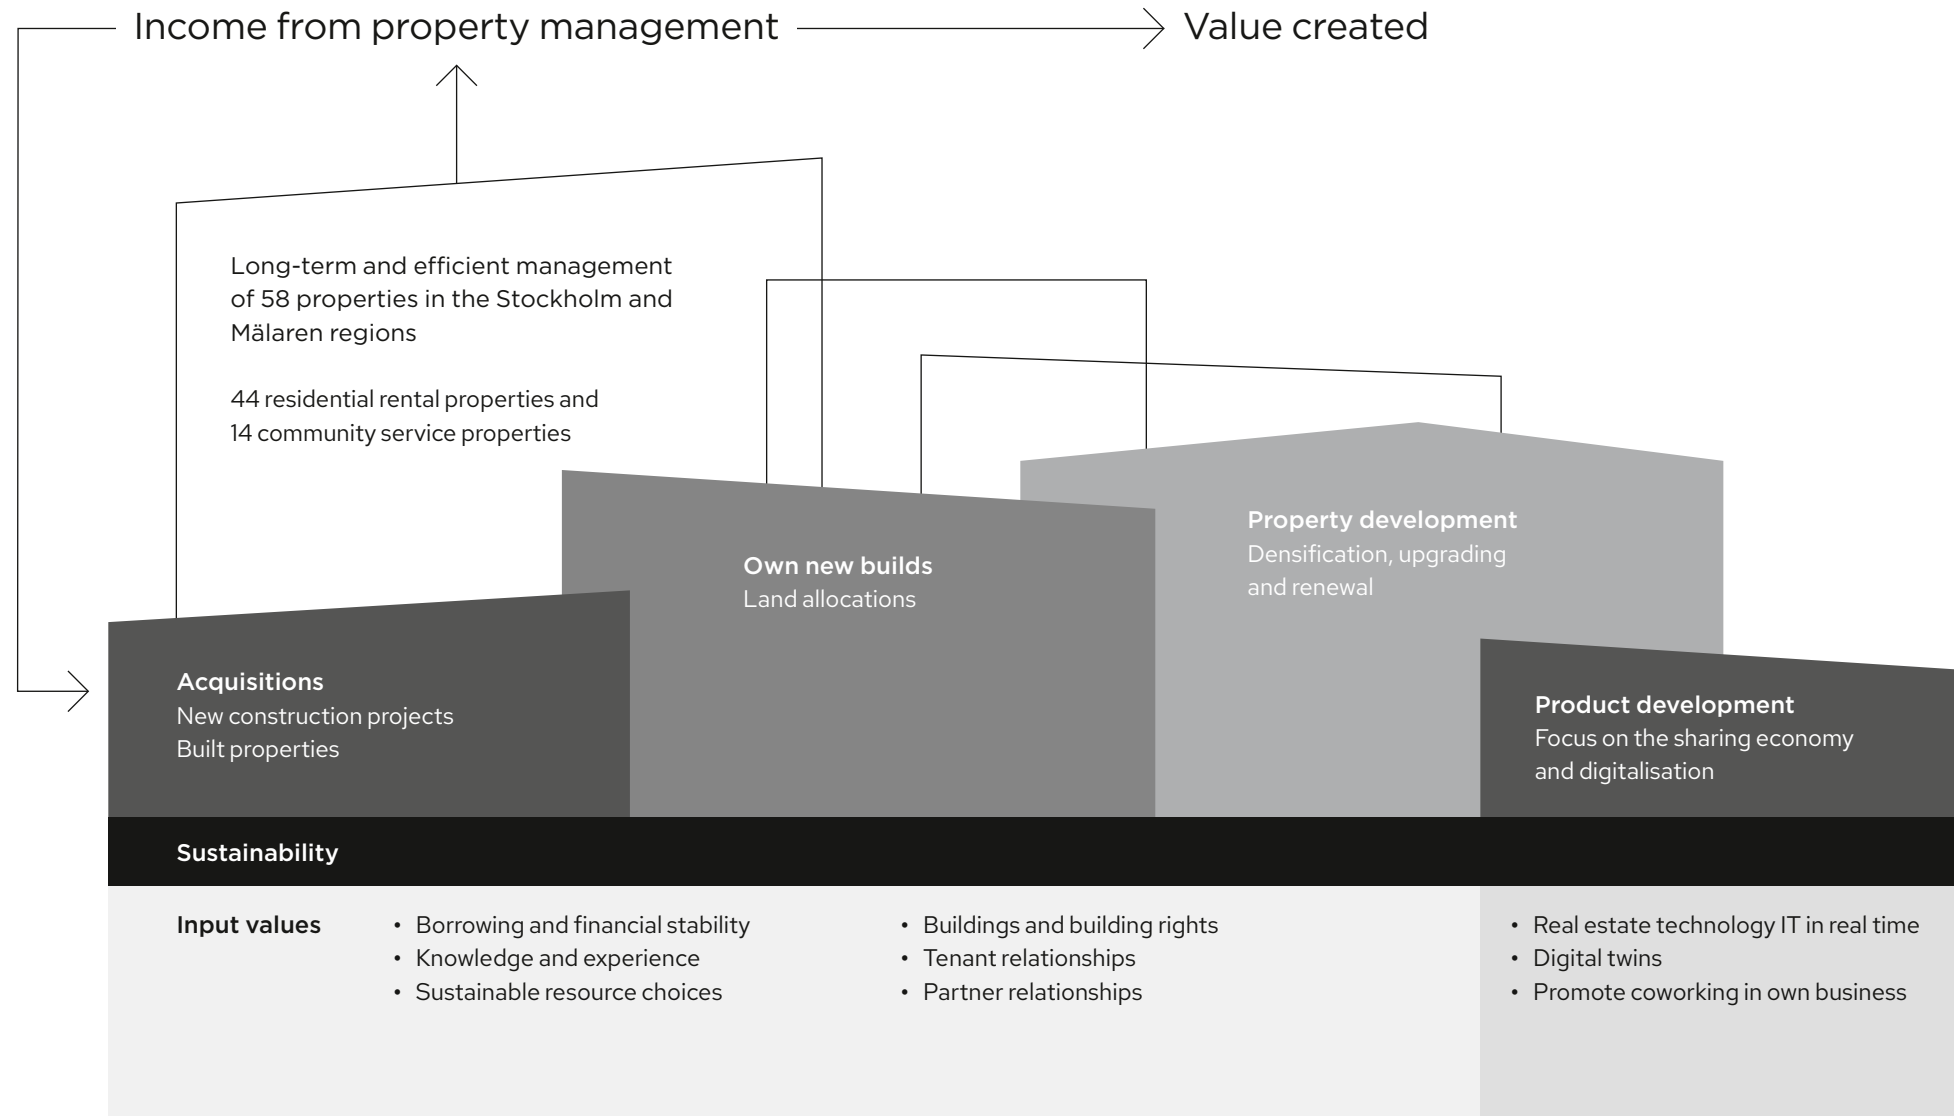 Income from property management
Value created
Long-term and efficient management
of 58 properties in the Stockholm and
Mälaren regions
44 residential rental properties and
14 community service properties
Property development
Densification, upgrading
and renewal
Own new builds
Land allocations
Acquisitions
New construction projects
Built properties
Product development
Focus on the sharing economy
and digitalisation
Sustainability
Input values
• Borrowing and financial stability
• Knowledge and experience
• Sustainable resource choices
• Buildings and building rights
• Tenant relationships
• Partner relationships
• Real estate technology IT in real time
• Digital twins
• Promote coworking in own business